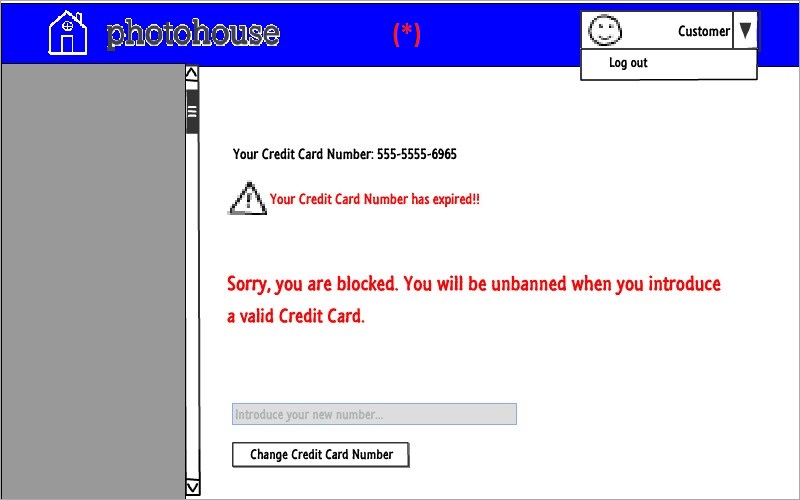 photohouse
(*)
Customer
Log out
Your Credit Card Number: 555-5555-6965
Your Credit Card Number has expired!!
Sorry, you are blocked. You will be unbanned when you introduce
a valid Credit Card.
Introduce your new number...
Change Credit Card Number